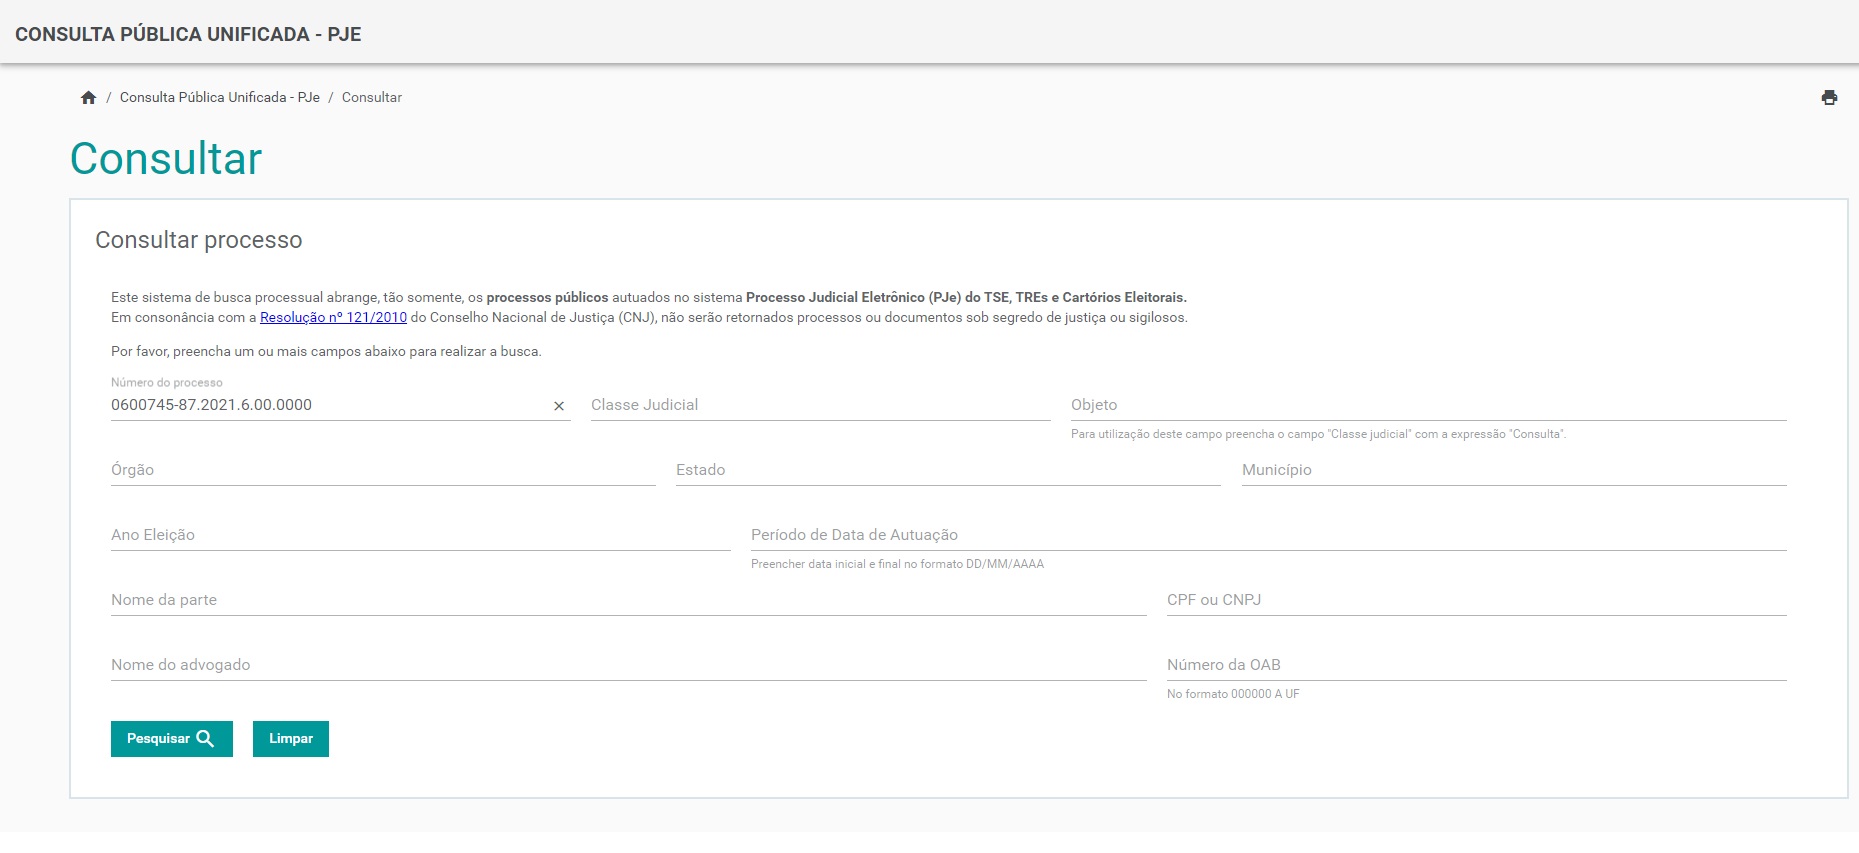 CONSULTA PÚBLICA UNIFICADA - PJE
/ Consulta Pública Unificada - PJe / Consultar
Consultar
Consultar processo
Este sistema de busca processual abrange, tão somente, os processos públicos autuados no sistema Processo Judicial Eletrônico (PJe) do TSE, TREs e Cartórios Eleitorais.
Em consonância com a Resolução nº 121/2010 do Conselho Nacional de Justiça (CNJ), não serão retornados processos ou documentos sob segredo de justiça ou sigilosos.
Por favor, preencha um ou mais campos abaixo para realizar a busca.
Número do processo
0600745-87.2021.6.00.0000 × Classe Judicial Objeto
Para utilização deste campo preencha o campo "Classe judicial" com a expressão "Consulta".
Órgão Estado Município
Ano Eleição Período de Data de Autuação
Preencher data inicial e final no formato DD/MM/AAAA
Nome da parte CPF ou CNPJ
Nome do advogado Número da OAB
No formato 000000 A UF
Pesquisar Limpar